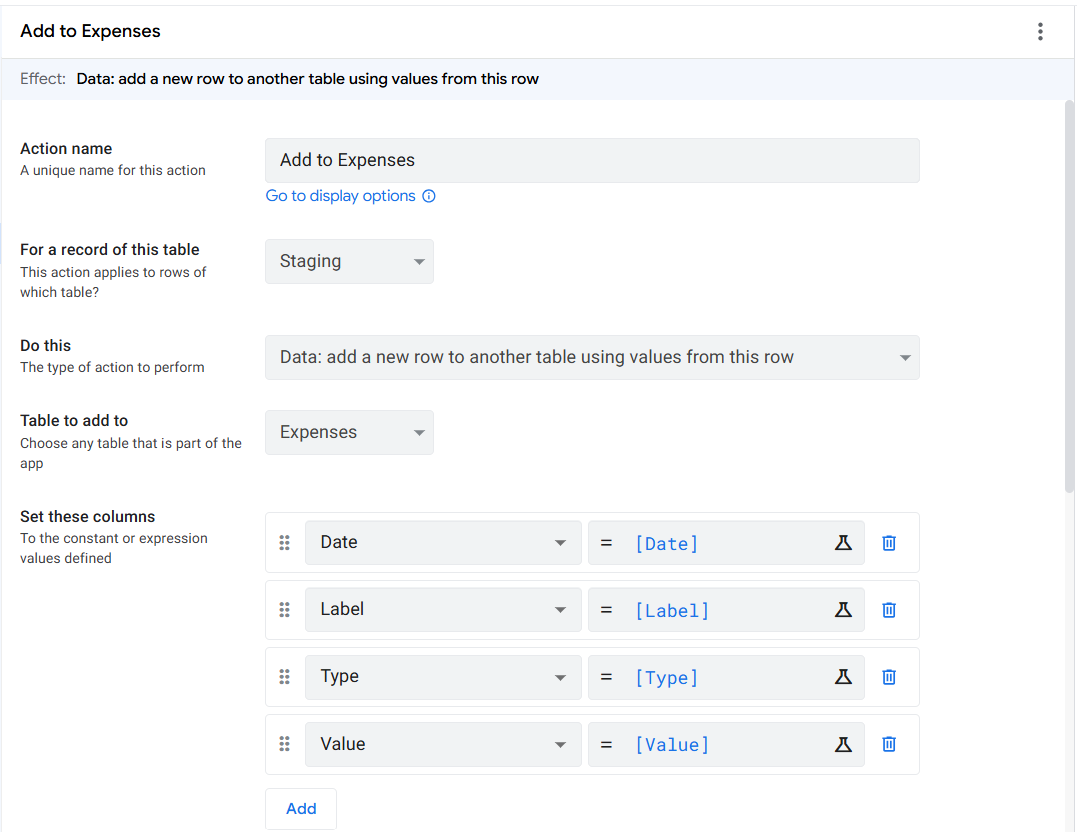 Add to Expenses
Effect: Data: add a new row to another table using values from this row
Action name
A unique name for this action
Add to Expenses
Go to display options
For a record of this table
This action applies to rows of
which table?
Staging
Do this
The type of action to perform
Data: add a new row to another table using values from this row
Table to add to
Choose any table that is part of the
app
Expenses
Set these columns
To the constant or expression
values defined
Date = [Date]
Label = [Label]
Type = [Type]
Value = [Value]
Add